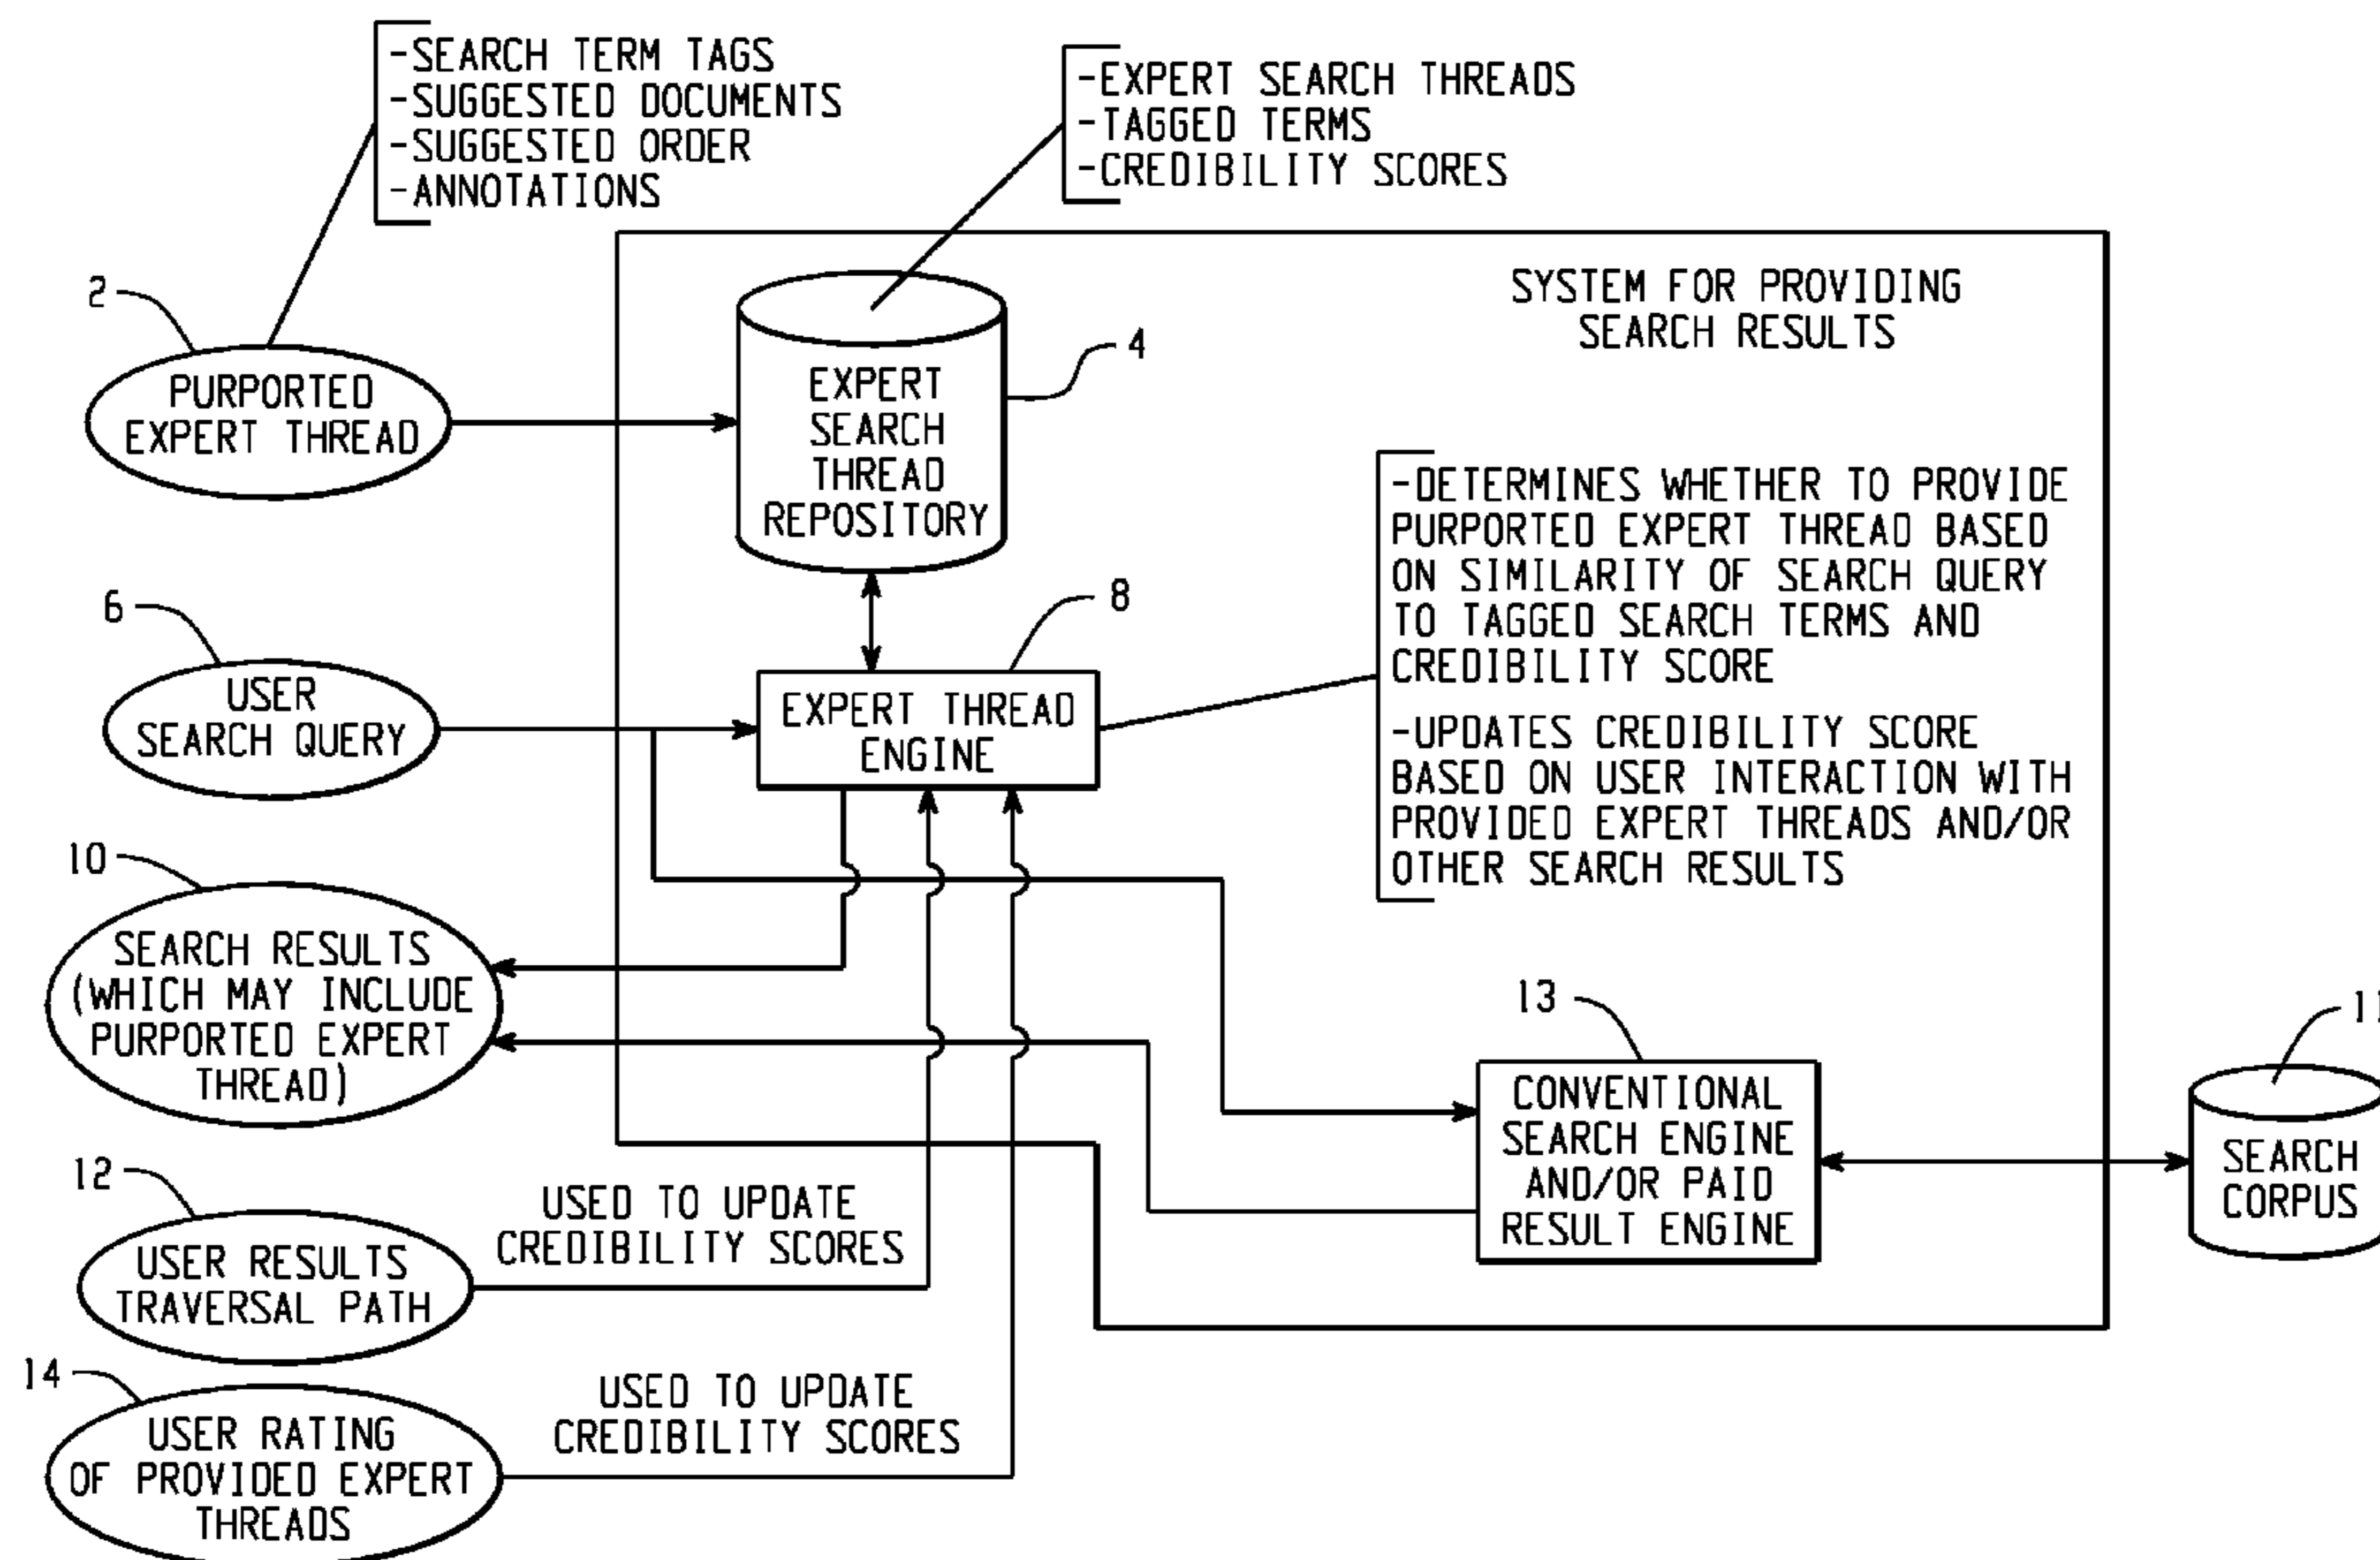 -SEARCH TERM TAGS
-SUGGESTED DOCUMENTS
-SUGGESTED ORDER
-ANNOTATIONS
-EXPERT SEARCH THREADS
-TAGGED TERMS
-CREDIBILITY SCORES
SYSTEM FOR PROVIDING
SEARCH RESULTS
2
PURPORTED
EXPERT THREAD
4
EXPERT
SEARCH
THREAD
REPOSITORY
-DETERMINES WHETHER TO PROVIDE
PURPORTED EXPERT THREAD BASED
ON SIMILARITY OF SEARCH QUERY
TO TAGGED SEARCH TERMS AND
CREDIBILITY SCORE
-UPDATES CREDIBILITY SCORE
BASED ON USER INTERACTION WITH
PROVIDED EXPERT THREADS AND/OR
OTHER SEARCH RESULTS
6
USER
SEARCH QUERY
8
EXPERT THREAD
ENGINE
10
SEARCH RESULTS
(WHICH MAY INCLUDE
PURPORTED EXPERT
THREAD)
13
CONVENTIONAL
SEARCH ENGINE
AND/OR PAID
RESULT ENGINE
11
SEARCH
CORPUS
12
USER RESULTS
TRAVERSAL PATH
USED TO UPDATE
CREDIBILITY SCORES
14
USER RATING
OF PROVIDED EXPERT
THREADS
USED TO UPDATE
CREDIBILITY SCORES